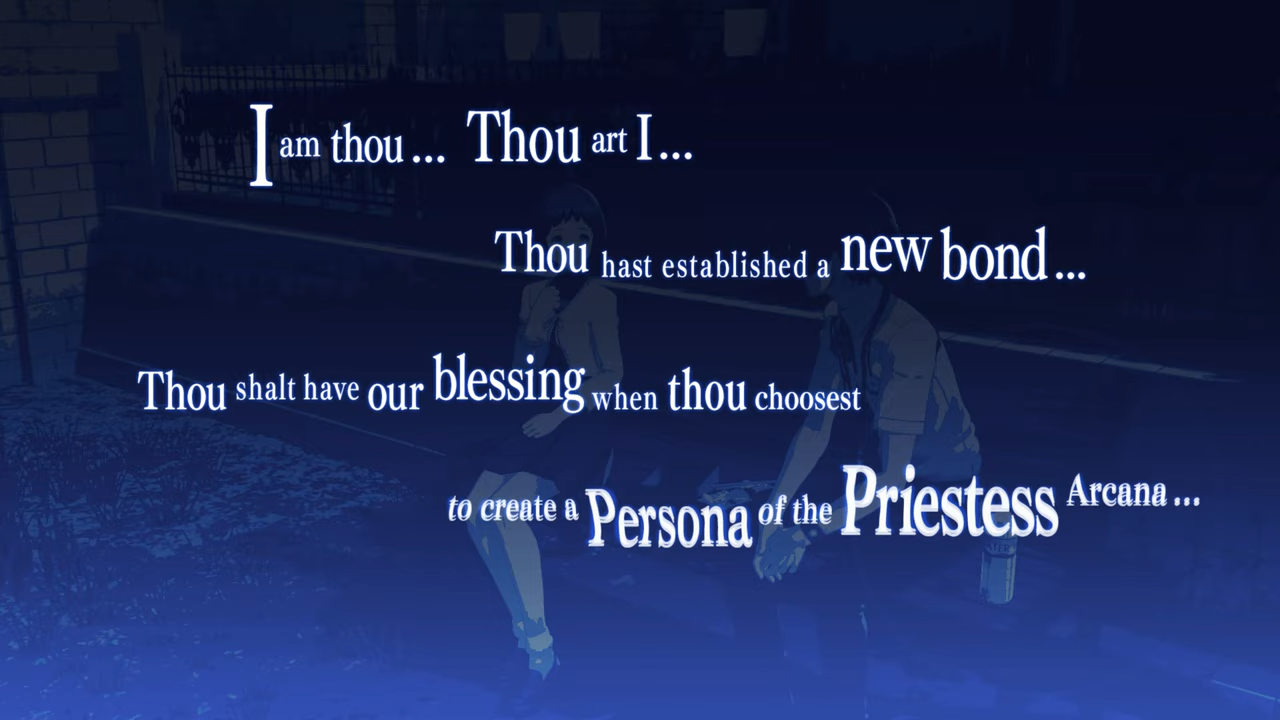 I am thou... Thou art I...
Thou hast established a new bond...
Thou shalt have our blessing when thou choosest
to create a Persona of the Priestess Arcana...